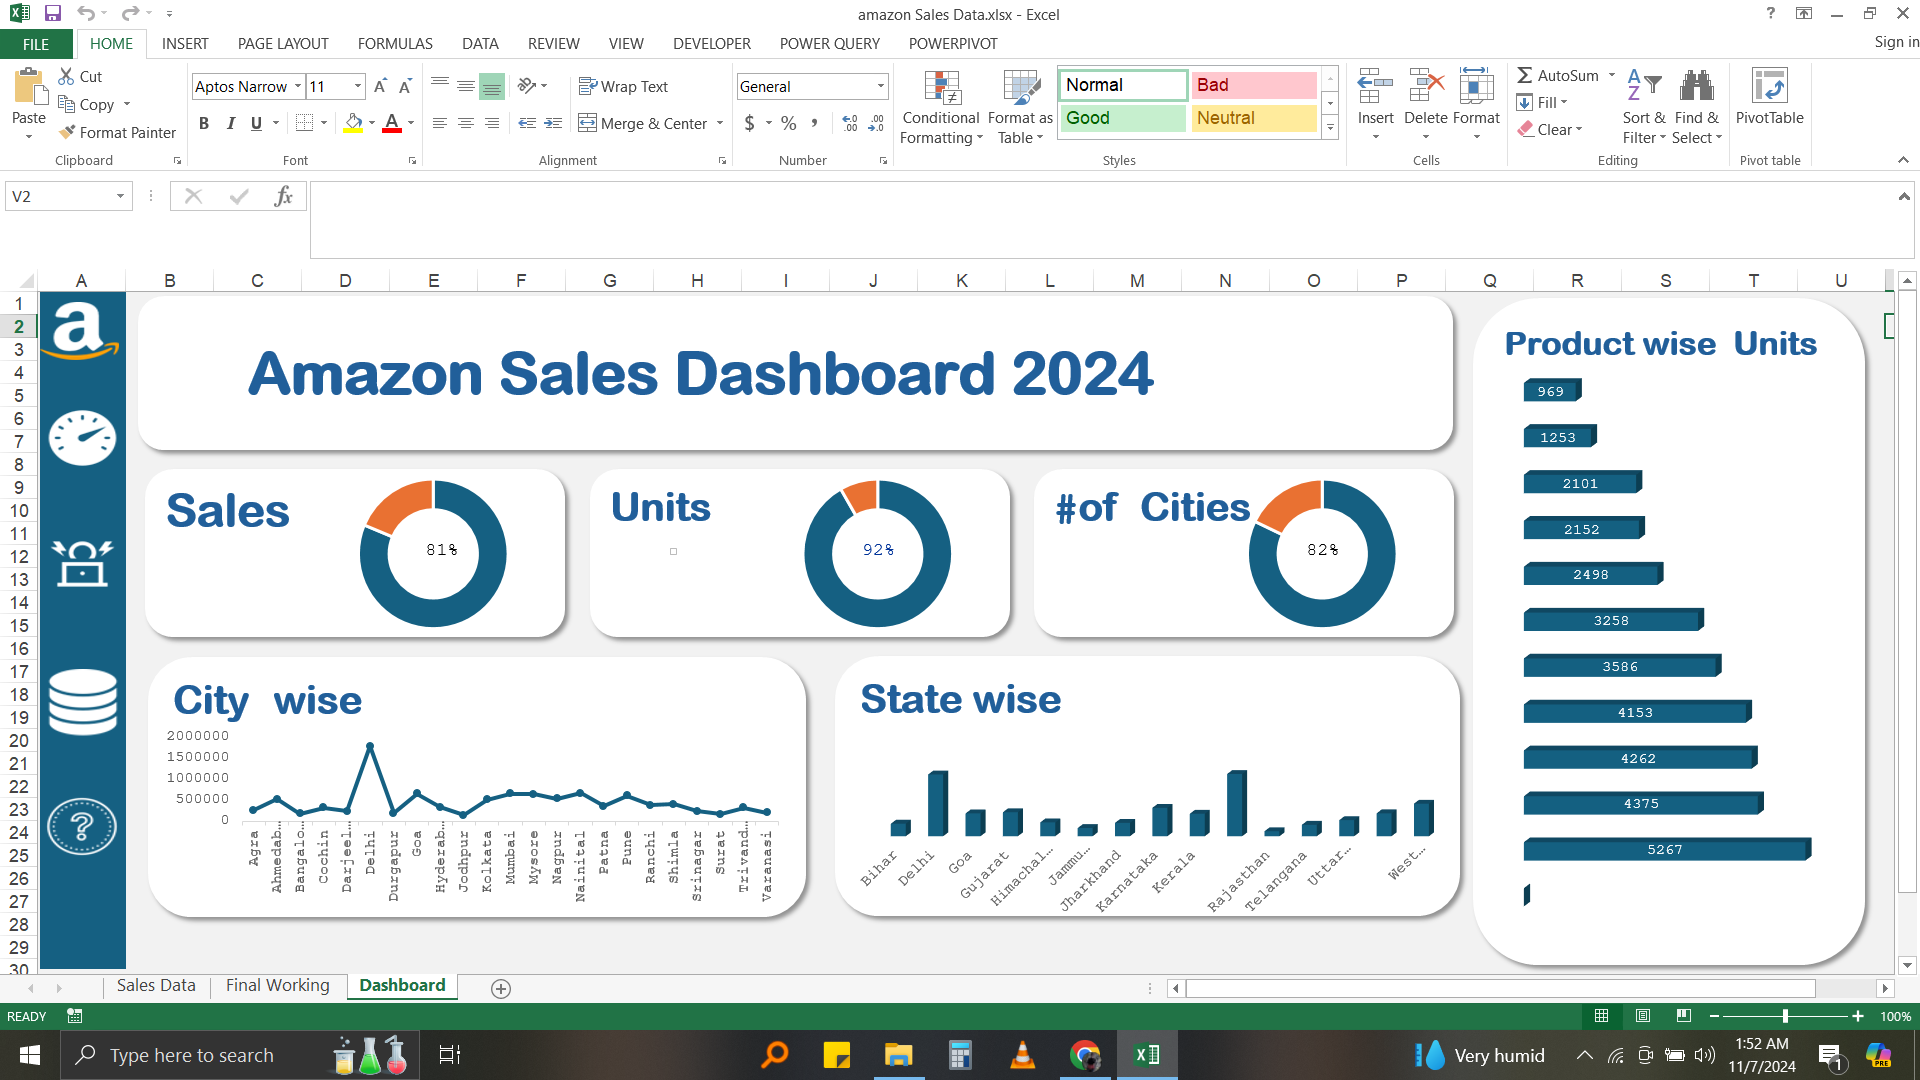 amazon Sales Data.xlsx - Excel
?
FILE HOME INSERT PAGE LAYOUT FORMULAS DATA REVIEW VIEW DEVELOPER POWER QUERY POWERPIVOT
Sign in
Paste
Cut
Copy
Format Painter
Clipboard
Aptos Narrow 11
B I U A
Font
Wrap Text
Merge & Center
Alignment
General
$ % ,
Number
Conditional Formatting
Format as Table
Normal Bad
Good Neutral
Styles
Insert Delete Format
Cells
AutoSum
Fill
Clear
Sort & Filter
Find & Select
Editing
PivotTable
Pivot table
V2
fx
A B C D E F G H I J K L M N O P Q R S T U
1
2
3
4
5
6
7
8
9
10
11
12
13
14
15
16
17
18
19
20
21
22
23
24
25
26
27
28
29
30
a
?
Amazon Sales Dashboard 2024
Sales
81%
Units
92%
#of Cities
82%
City wise
2000000
1500000
1000000
500000
0
Agra
Ahmedab...
Bangalo...
Cochin
Darjeel...
Delhi
Durgapur
Goa
Hyderab...
Jodhpur
Kolkata
Mumbai
Mysore
Nagpur
Nainital
Patna
Pune
Ranchi
Shimla
Srinagar
Surat
Trivand...
Varanasi
State wise
Bihar
Delhi
Goa
Gujarat
Himachal...
Jammu...
Jharkhand
Karnataka
Kerala
Rajasthan
Telangana
Uttar...
West...
Product wise Units
969
1253
2101
2152
2498
3258
3586
4153
4262
4375
5267
Sales Data Final Working Dashboard
READY
100%
Type here to search
Very humid
1:52 AM
11/7/2024
1
PRE